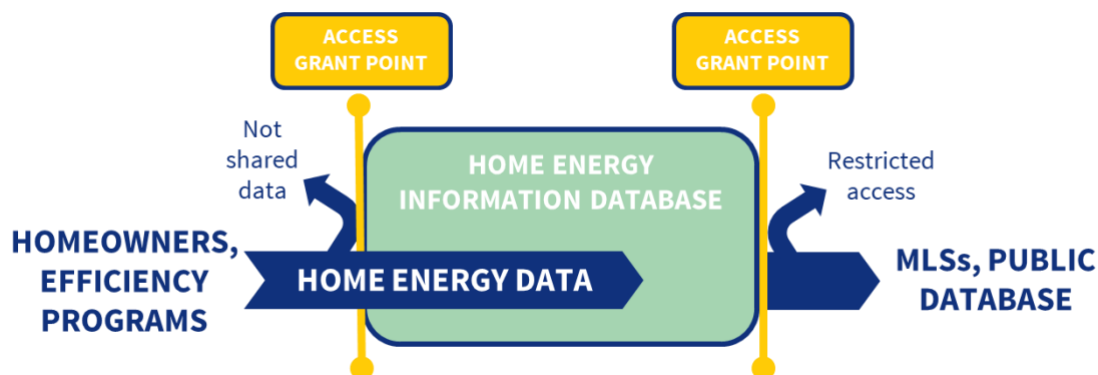 ACCESS
GRANT POINT
ACCESS
GRANT POINT
Not
shared
data
HOME ENERGY
INFORMATION DATABASE
Restricted
access
HOMEOWNERS,
EFFICIENCY
PROGRAMS
HOME ENERGY DATA
MLSs, PUBLIC
DATABASE